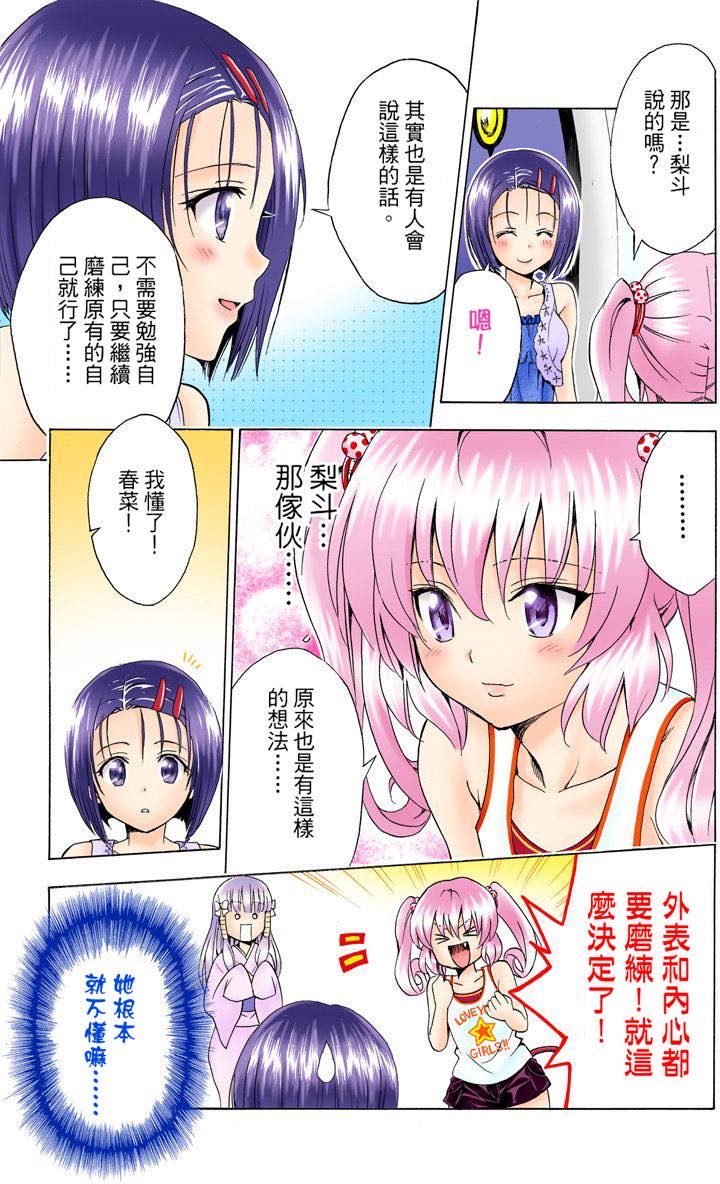 那是…梨斗
說的嗎？
嗯！
其實也是有人會
說這樣的話。
不需要勉強自
己，只要繼續
磨練原有的自
己就行了……
………
梨斗…
那傢伙……
原來也是有這樣
的想法……
我懂了！
春菜！
外表和內心都
要磨練！就這
麼決定了！
LOVE Y
GIRLS!!
她根本
就不懂嘛……